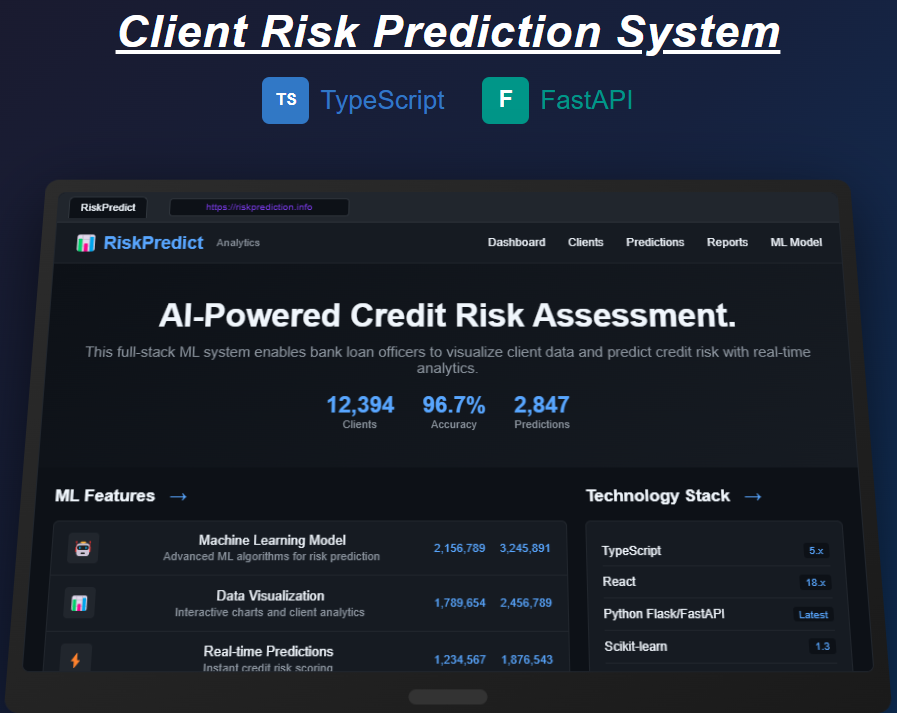 Client Risk Prediction System
TS TypeScript F FastAPI
RiskPredict https://riskprediction.info
RiskPredict Analytics Dashboard Clients Predictions Reports ML Model
AI-Powered Credit Risk Assessment.
This full-stack ML system enables bank loan officers to visualize client data and predict credit risk with real-time
analytics.
12,394 96.7% 2,847
Clients Accuracy Predictions
ML Features →
Machine Learning Model
Advanced ML algorithms for risk prediction
2,156,789 3,245,891
Data Visualization
Interactive charts and client analytics
1,789,654 2,456,789
Real-time Predictions
Instant credit risk scoring
1,234,567 1,876,543
Technology Stack →
TypeScript 5.x
React 18.x
Python Flask/FastAPI Latest
Scikit-learn 1.3